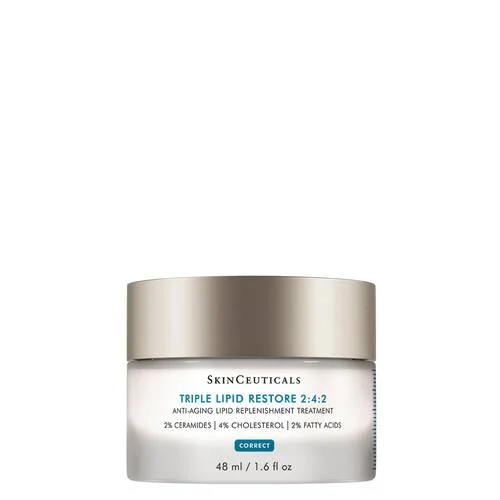 SKINCEUTICALS
TRIPLE LIPID RESTORE 2:4:2
ANTI-AGING LIPID REPLENISHMENT TREATMENT
2% CERAMIDES | 4% CHOLESTEROL | 2% FATTY ACIDS
CORRECT
48 ml / 1.6 fl oz